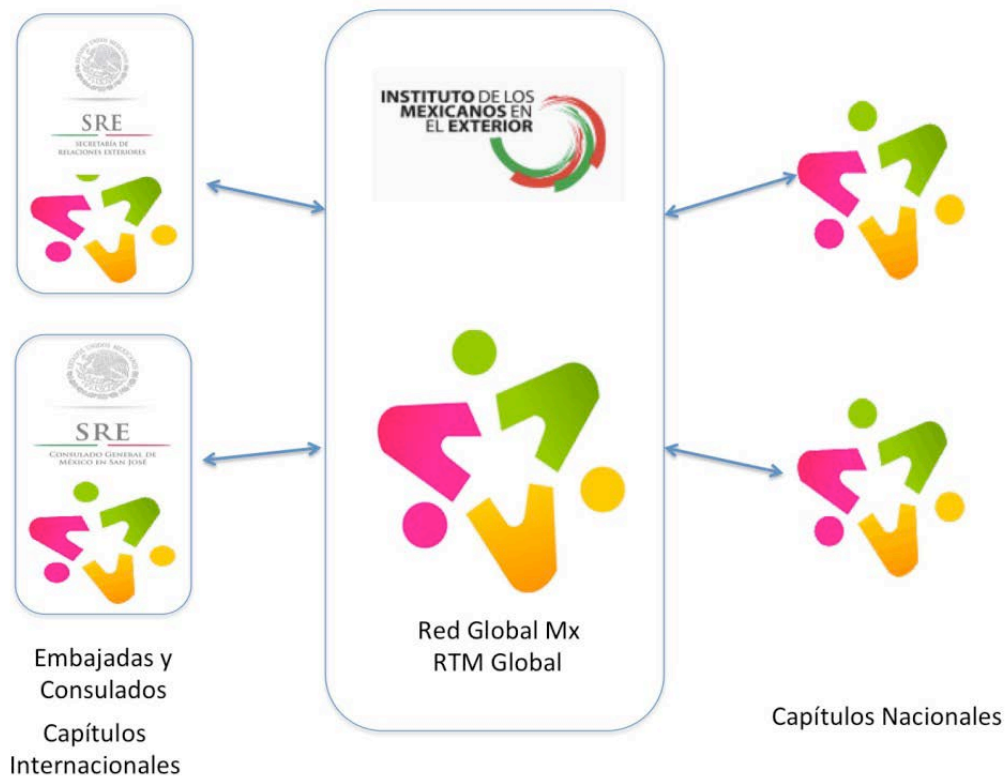 SRE
SECRETARÍA DE
RELACIONES EXTERIORES
SRE
CONSULADO GENERAL DE
MÉXICO EN SAN JOSÉ
Embajadas y
Consulados
Capítulos
Internacionales
INSTITUTO DE LOS
MEXICANOS EN
EL EXTERIOR
Red Global Mx
RTM Global
Capítulos Nacionales